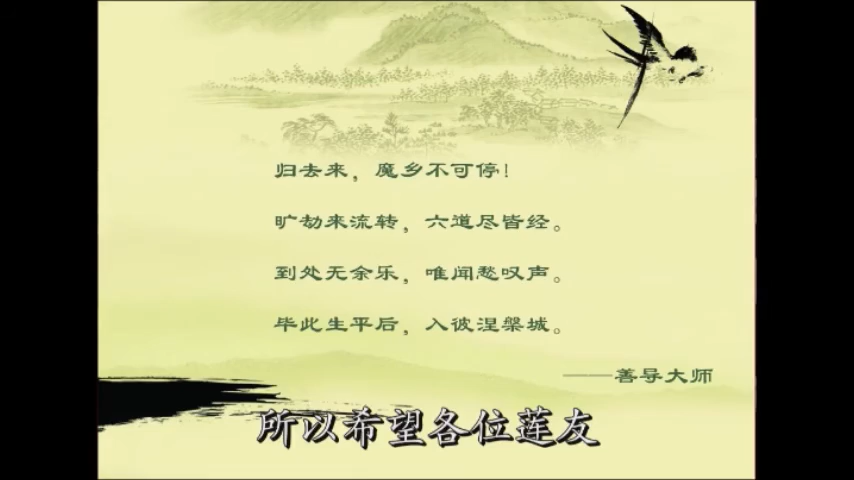 归去来，魔乡不可停！
旷劫来流转，六道尽皆经。
到处无余乐，唯闻愁叹声。
毕此生平后，入彼涅槃城。
——善导大师
所以希望各位莲友